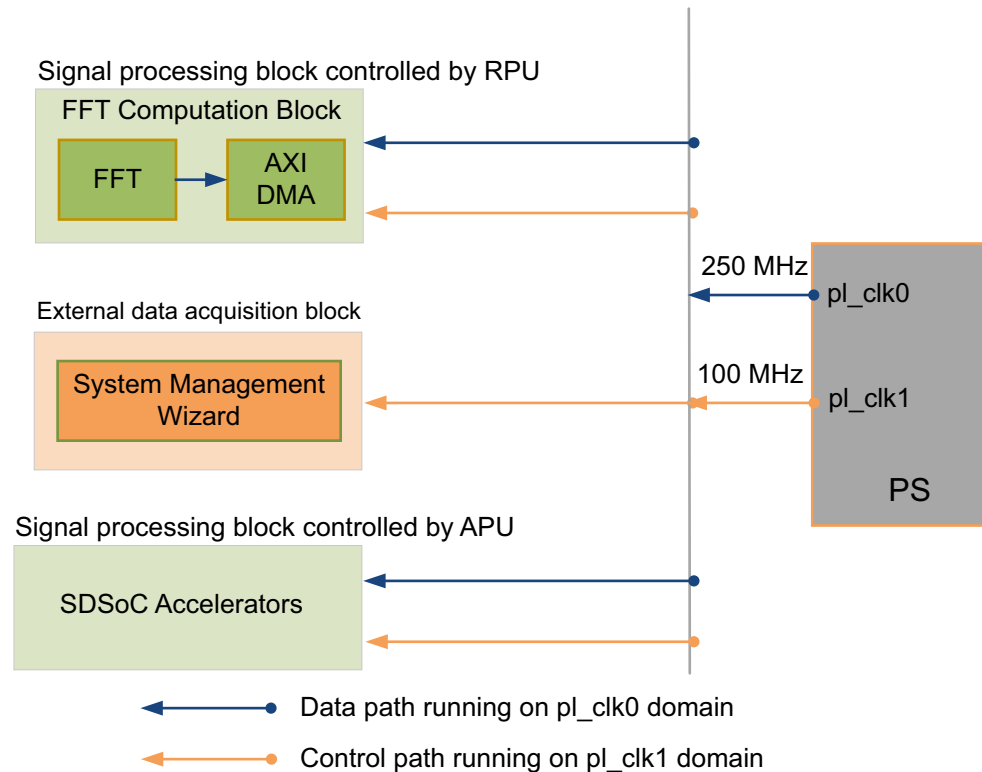 Signal processing block controlled by RPU
FFT Computation Block
FFT
AXI
DMA
250 MHz
pl_clk0
External data acquisition block
System Management
Wizard
100 MHz
pl_clk1
PS
Signal processing block controlled by APU
SDSoC Accelerators
Data path running on pl_clk0 domain
Control path running on pl_clk1 domain